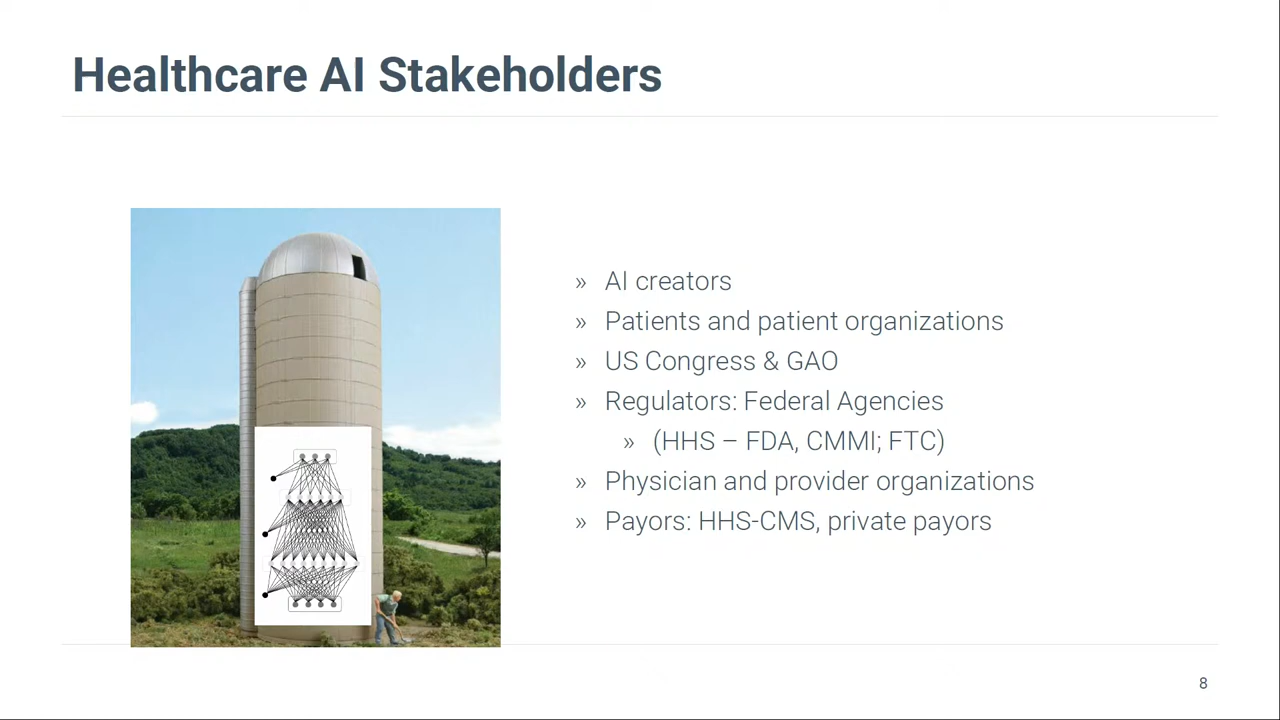 Healthcare AI Stakeholders
» AI creators
» Patients and patient organizations
» US Congress & GAO
» Regulators: Federal Agencies
» (HHS – FDA, CMMI; FTC)
» Physician and provider organizations
» Payors: HHS-CMS, private payors
8